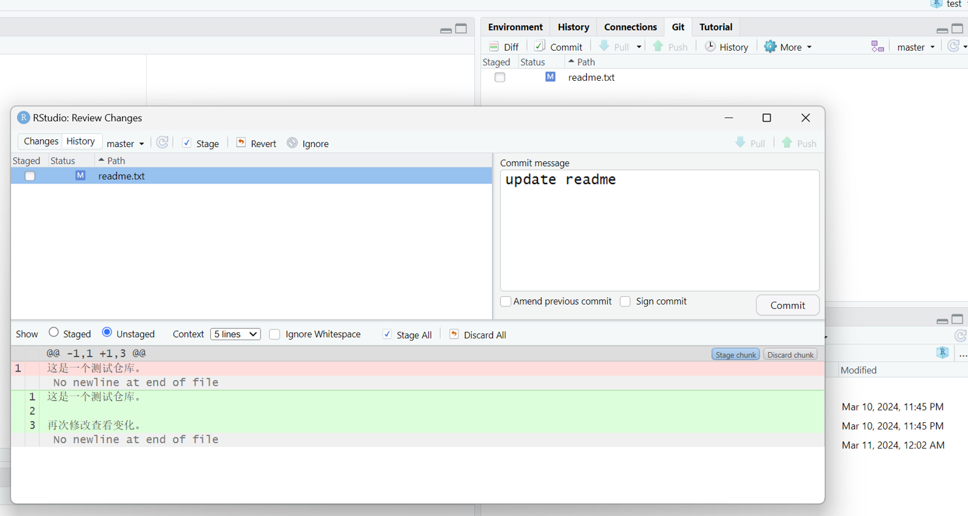 test
Environment History Connections Git Tutorial
Diff Commit Pull Push History More master
Staged Status Path
M readme.txt
R RStudio: Review Changes
Changes History master Stage Revert Ignore Pull Push
Staged Status Path
M readme.txt
Commit message
update readme
Amend previous commit Sign commit Commit
Show Staged Unstaged Context 5 lines Ignore Whitespace Stage All Discard All
@@ -1,1 +1,3 @@ Stage chunk Discard chunk
1 这是一个测试仓库。
No newline at end of file
1 这是一个测试仓库。
2
3 再次修改查看变化。
No newline at end of file
R ...
Modified
Mar 10, 2024, 11:45 PM
Mar 10, 2024, 11:45 PM
Mar 11, 2024, 12:02 AM